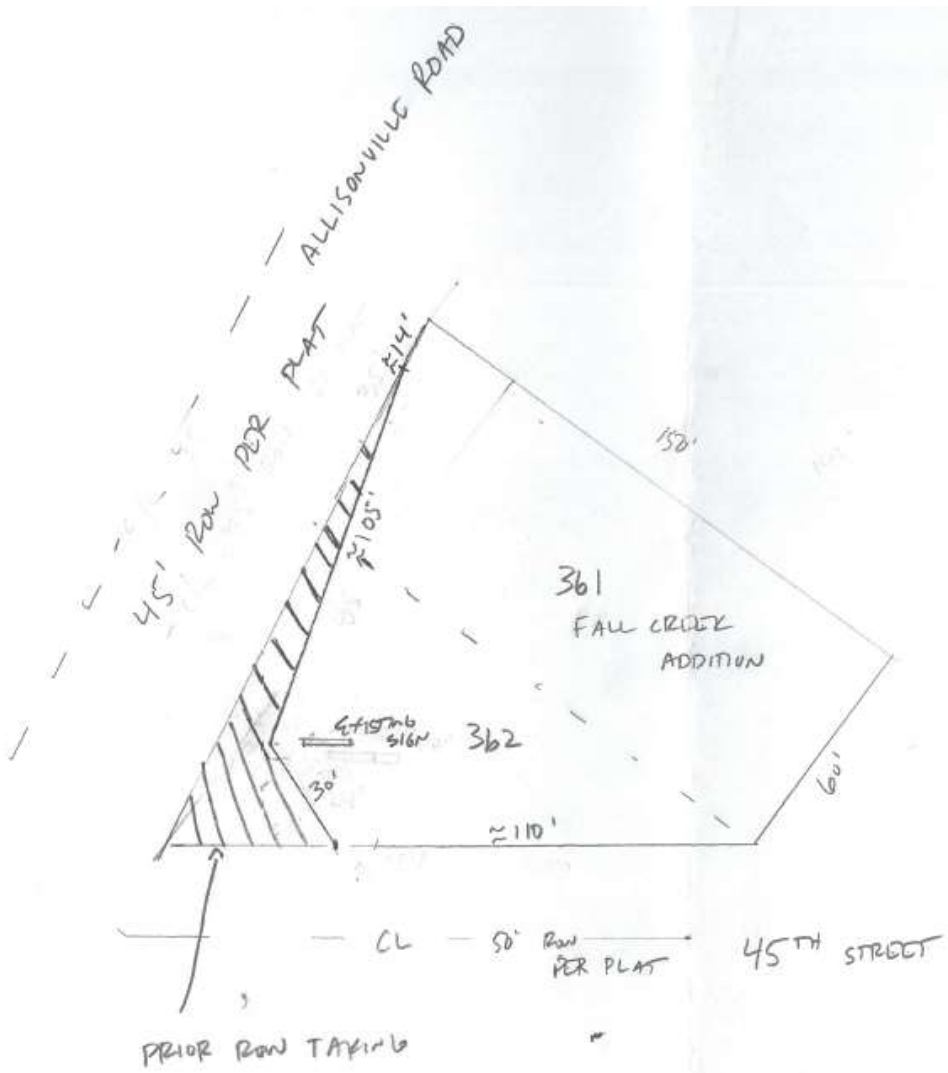 ALLISONVILLE ROAD
45' ROW PER PLAT
≈14'
150'
≈105'
361
FALL CREEK
ADDITION
EXISTING
SIGN
362
30'
60'
≈110'
CL
50' ROW
PER PLAT
45TH STREET
PRIOR ROW TAKING